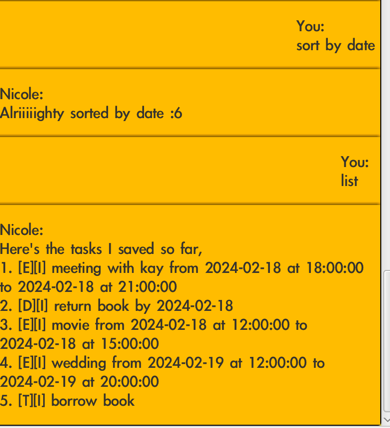 You:
sort by date
Nicole:
Alriiiiighty sorted by date :6
You:
list
Nicole:
Here's the tasks I saved so far,
1. [E][I] meeting with kay from 2024-02-18 at 18:00:00
to 2024-02-18 at 21:00:00
2. [D][I] return book by 2024-02-18
3. [E][I] movie from 2024-02-18 at 12:00:00 to
2024-02-18 at 15:00:00
4. [E][I] wedding from 2024-02-19 at 12:00:00 to
2024-02-19 at 20:00:00
5. [T][I] borrow book